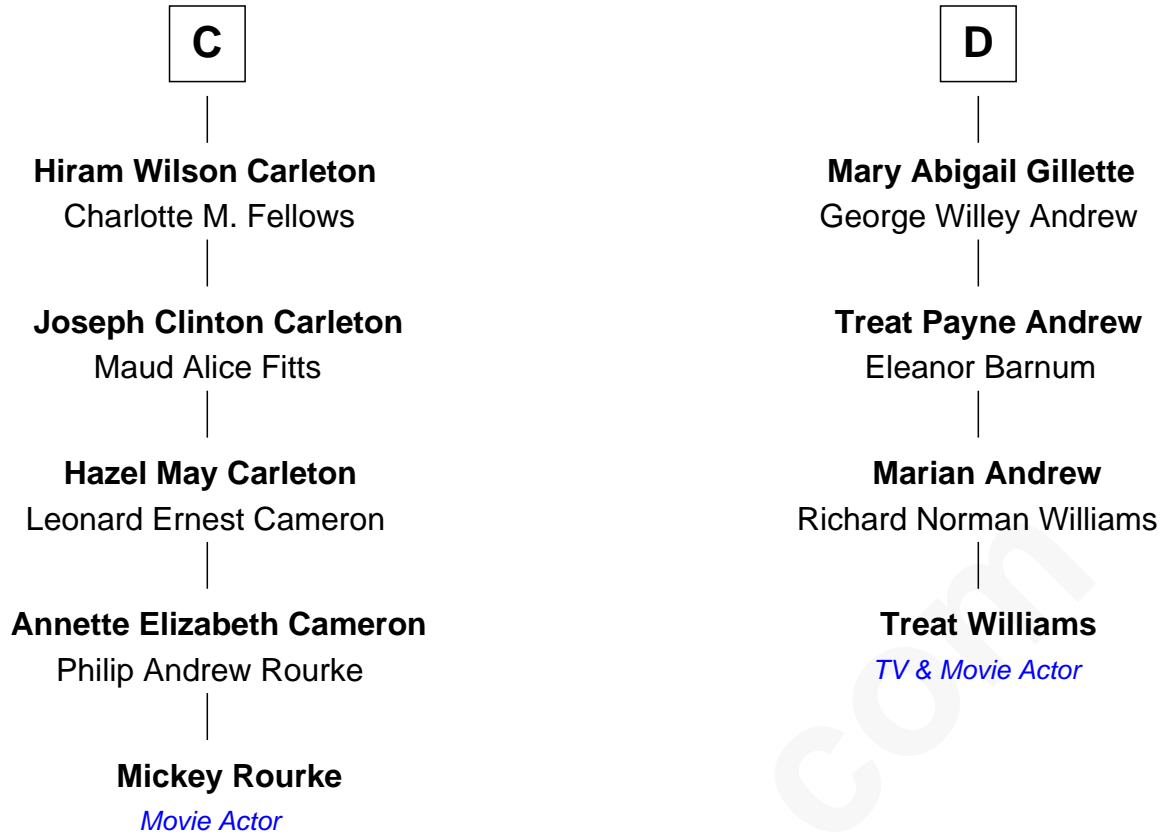 C
Hiram Wilson Carleton
Charlotte M. Fellows
Joseph Clinton Carleton
Maud Alice Fitts
Hazel May Carleton
Leonard Ernest Cameron
Annette Elizabeth Cameron
Philip Andrew Rourke
Mickey Rourke
Movie Actor
D
Mary Abigail Gillette
George Willey Andrew
Treat Payne Andrew
Eleanor Barnum
Marian Andrew
Richard Norman Williams
Treat Williams
TV & Movie Actor
com